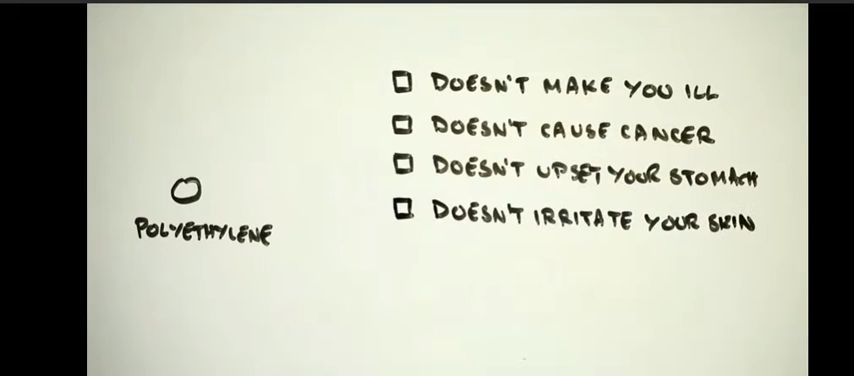 DOESN'T MAKE YOU ILL
DOESN'T CAUSE CANCER
DOESN'T UPSET YOUR STOMACH
DOESN'T IRRITATE YOUR SKIN
POLYETHYLENE